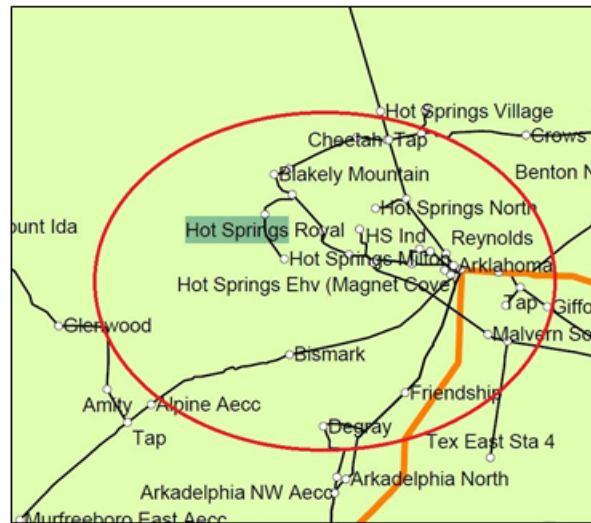 Hot Springs Village
Cheetah Tap
Crows
Blakely Mountain
Benton N
Hot Springs North
ount Ida
Hot Springs Royal
HS Ind
Reynolds
Hot Springs Milton
Arklahoma
Hot Springs Ehv (Magnet Cove)
Tap
Giffo
Glenwood
Malvern So
Bismark
Amity
Alpine Aecc
Friendship
Tap
Degray
Tex East Sta 4
Arkadelphia North
Arkadelphia NW Aecc
Murfreeboro East Aecc